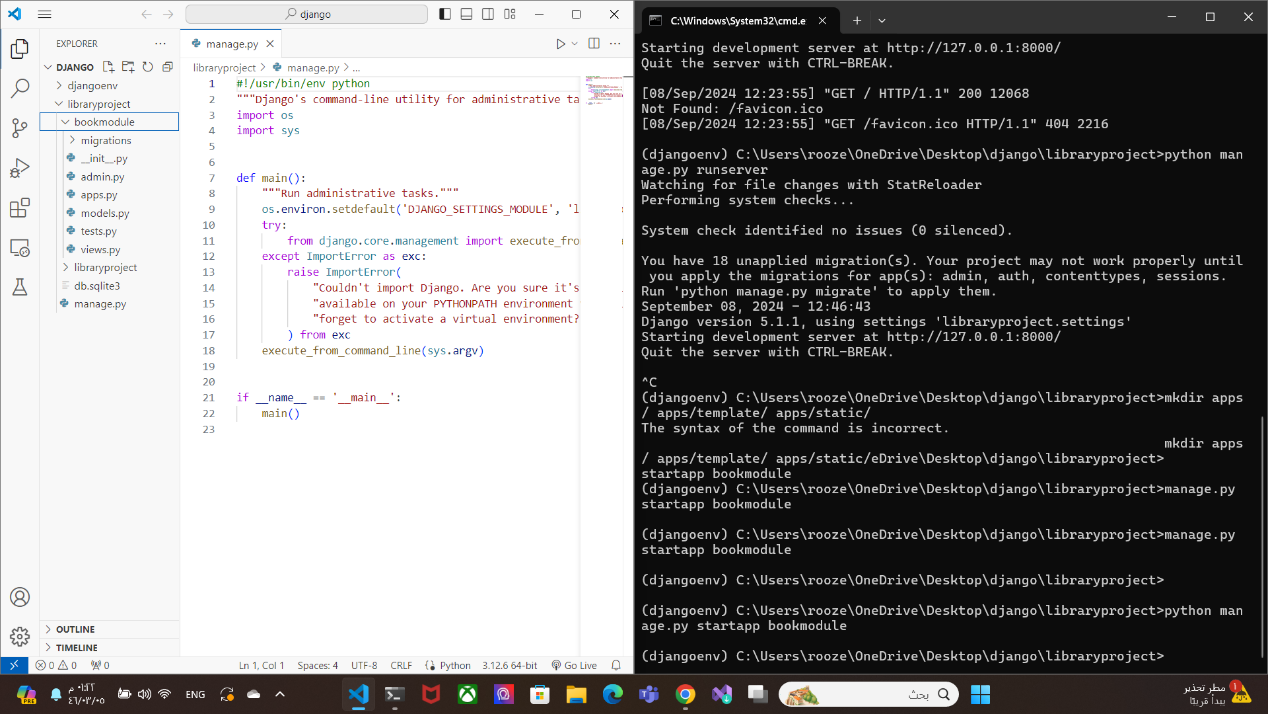 django
EXPLORER
DJANGO
djangoenv
libraryproject
bookmodule
migrations
__init__.py
admin.py
apps.py
models.py
tests.py
views.py
libraryproject
db.sqlite3
manage.py
OUTLINE
TIMELINE
manage.py
libraryproject > manage.py > ...
1 #!/usr/bin/env python
2 """Django's command-line utility for administrative ta
3 import os
4 import sys
5
6
7 def main():
8 """Run administrative tasks."""
9 os.environ.setdefault('DJANGO_SETTINGS_MODULE', 'l
10 try:
11 from django.core.management import execute_fro
12 except ImportError as exc:
13 raise ImportError(
14 "Couldn't import Django. Are you sure it's
15 "available on your PYTHONPATH environment
16 "forget to activate a virtual environment?
17 ) from exc
18 execute_from_command_line(sys.argv)
19
20
21 if __name__ == '__main__':
22 main()
23
0 0 0 Ln 1, Col 1 Spaces: 4 UTF-8 CRLF Python 3.12.6 64-bit Go Live
C:\Windows\System32\cmd.e
Starting development server at http://127.0.0.1:8000/
Quit the server with CTRL-BREAK.
[08/Sep/2024 12:23:55] "GET / HTTP/1.1" 200 12068
Not Found: /favicon.ico
[08/Sep/2024 12:23:55] "GET /favicon.ico HTTP/1.1" 404 2216
(djangoenv) C:\Users\rooze\OneDrive\Desktop\django\libraryproject>python man
age.py runserver
Watching for file changes with StatReloader
Performing system checks...
System check identified no issues (0 silenced).
You have 18 unapplied migration(s). Your project may not work properly until
you apply the migrations for app(s): admin, auth, contenttypes, sessions.
Run 'python manage.py migrate' to apply them.
September 08, 2024 - 12:46:43
Django version 5.1.1, using settings 'libraryproject.settings'
Starting development server at http://127.0.0.1:8000/
Quit the server with CTRL-BREAK.
^C
(djangoenv) C:\Users\rooze\OneDrive\Desktop\django\libraryproject>mkdir apps
/ apps/template/ apps/static/
The syntax of the command is incorrect.
mkdir apps
/ apps/template/ apps/static/eDrive\Desktop\django\libraryproject>
startapp bookmodule
(djangoenv) C:\Users\rooze\OneDrive\Desktop\django\libraryproject>manage.py
startapp bookmodule
(djangoenv) C:\Users\rooze\OneDrive\Desktop\django\libraryproject>manage.py
startapp bookmodule
(djangoenv) C:\Users\rooze\OneDrive\Desktop\django\libraryproject>
(djangoenv) C:\Users\rooze\OneDrive\Desktop\django\libraryproject>python man
age.py startapp bookmodule
(djangoenv) C:\Users\rooze\OneDrive\Desktop\django\libraryproject>
PRE
ENG
بحث
مطر تحذير
يبدأ قريبًا
1